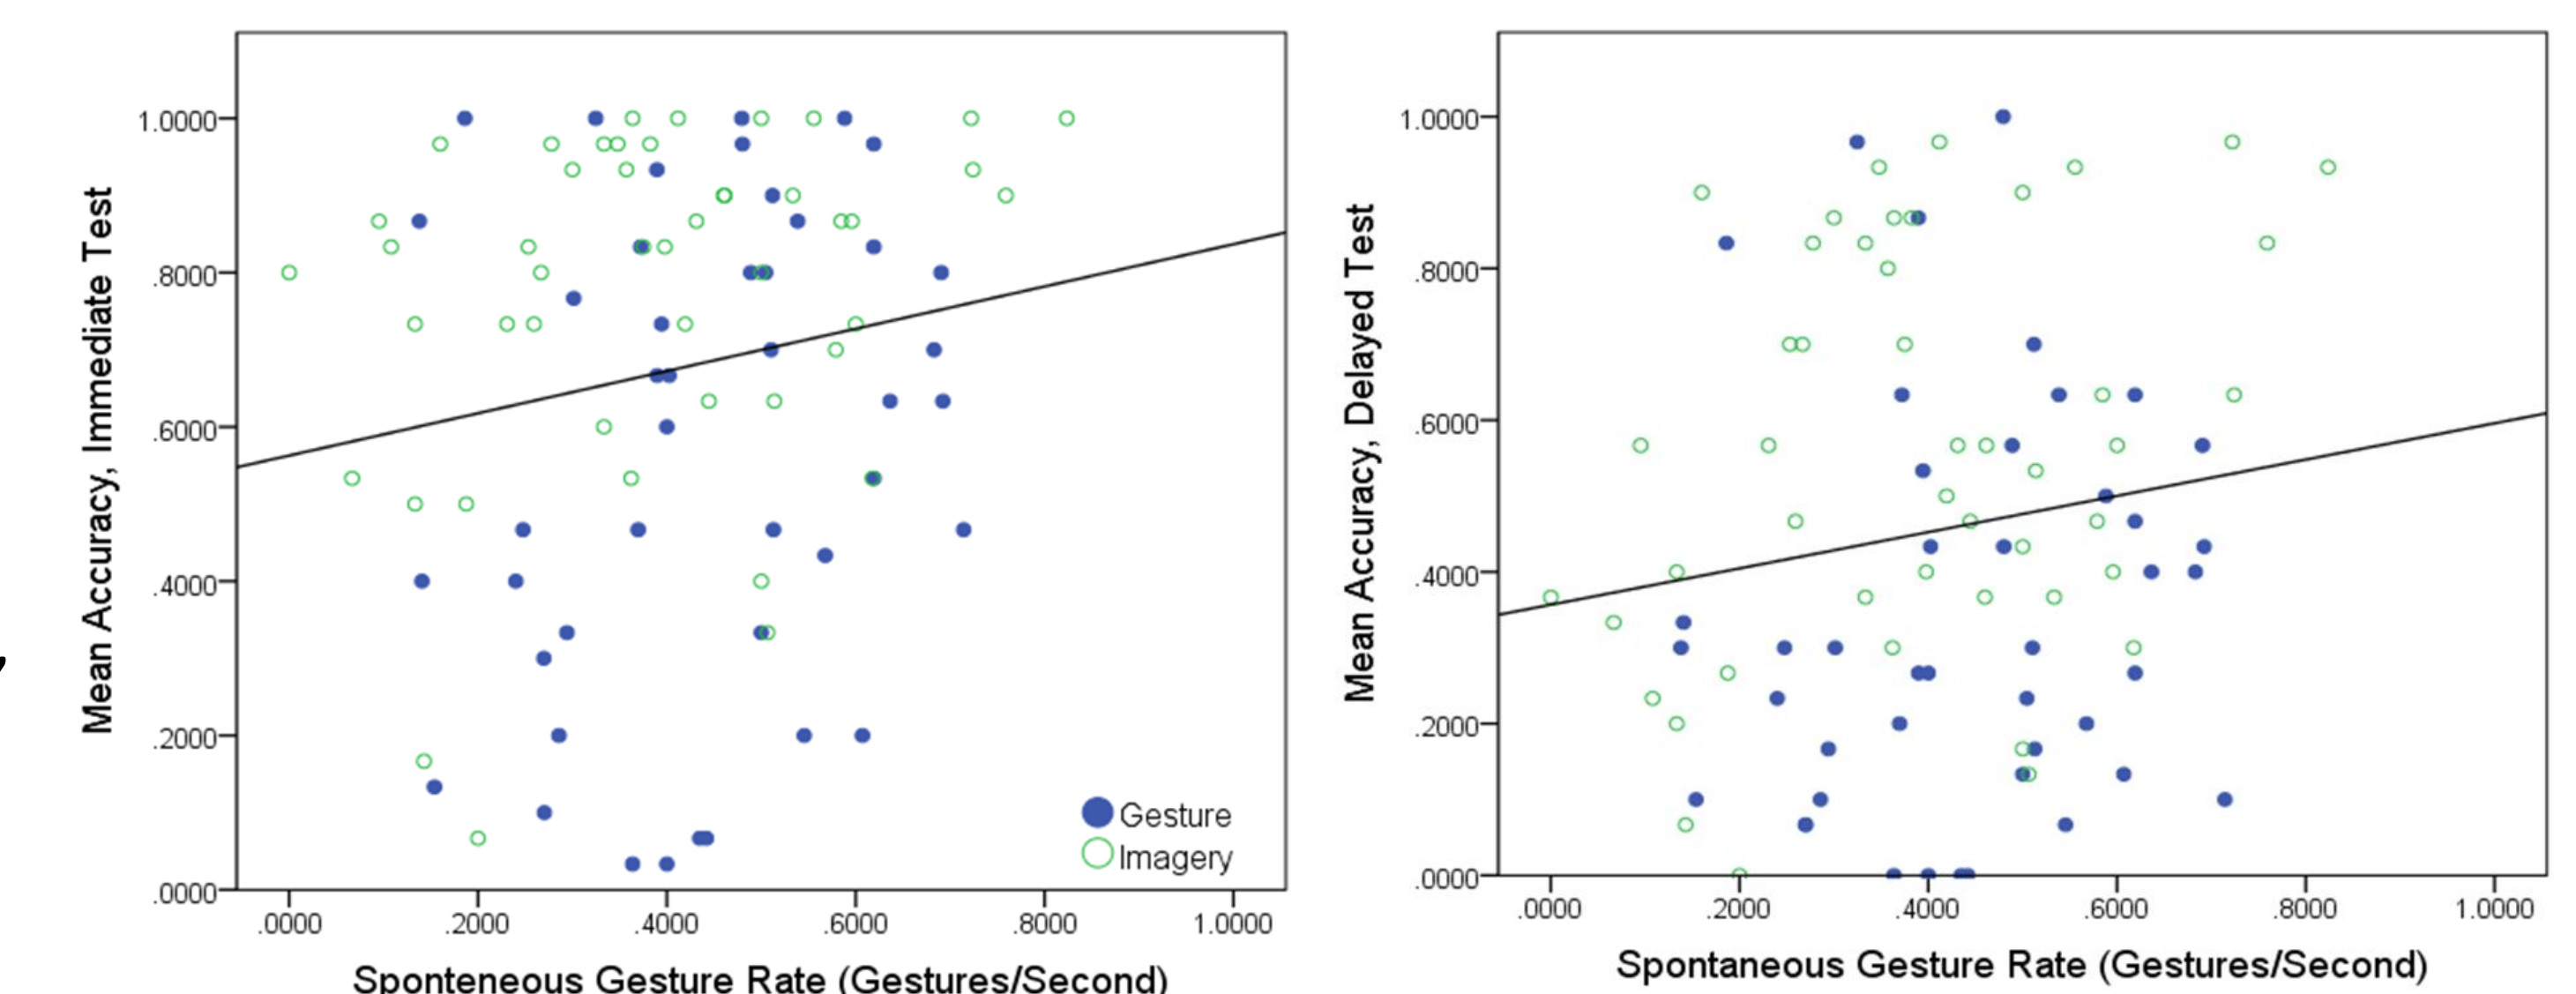 Mean Accuracy, Immediate Test
1.0000
.8000
.6000
.4000
.2000
.0000
.0000 .2000 .4000 .6000 .8000 1.0000
Sponteneous Gesture Rate (Gestures/Second)
Gesture
Imagery
Mean Accuracy, Delayed Test
1.0000
.8000
.6000
.4000
.2000
.0000
.0000 .2000 .4000 .6000 .8000 1.0000
Spontaneous Gesture Rate (Gestures/Second)